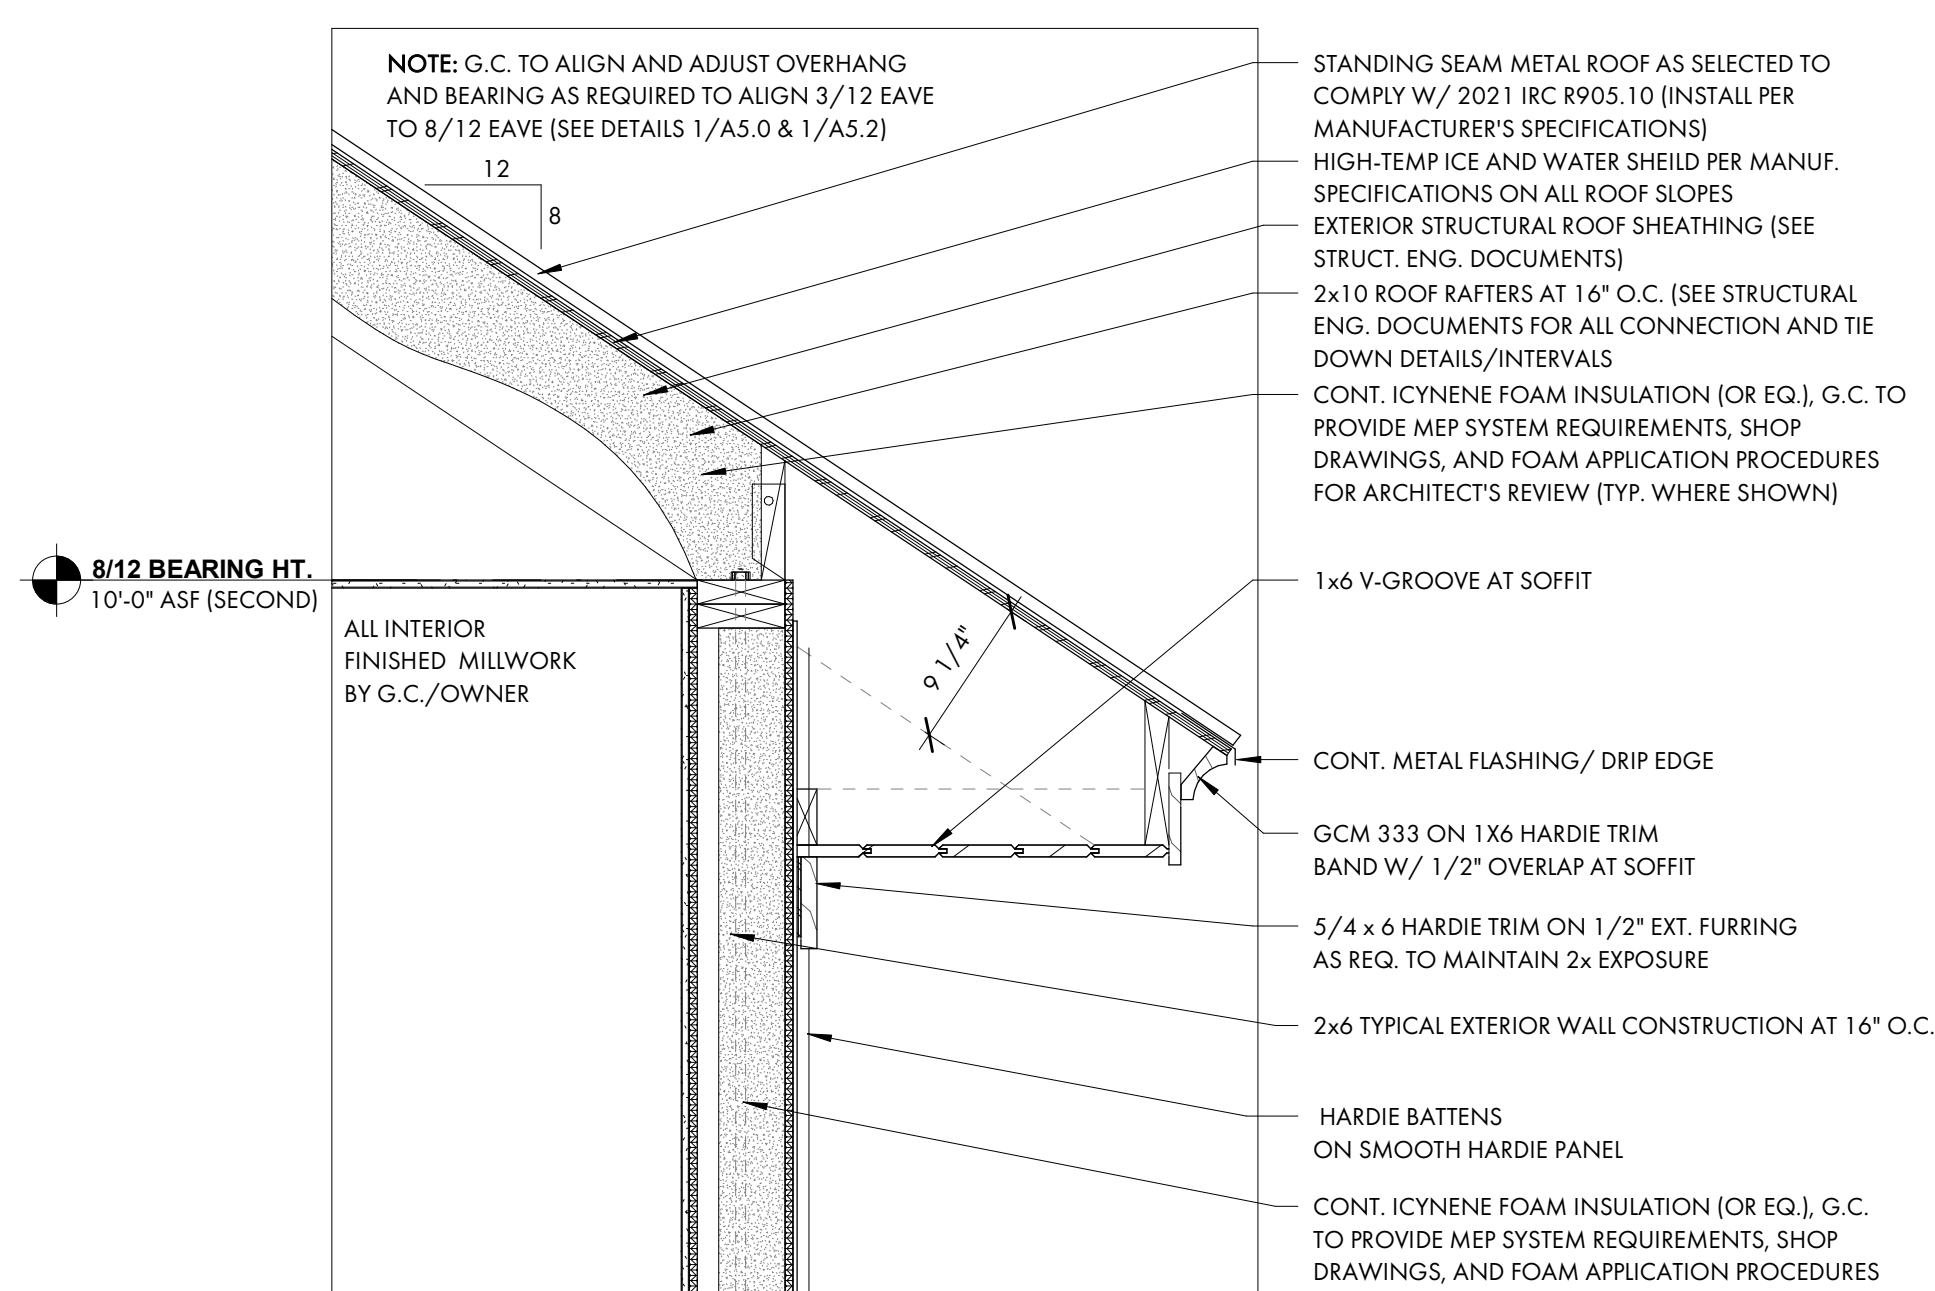 NOTE: G.C. TO ALIGN AND ADJUST OVERHANG
AND BEARING AS REQUIRED TO ALIGN 3/12 EAVE
TO 8/12 EAVE (SEE DETAILS 1/A5.0 & 1/A5.2)
12
8
8/12 BEARING HT.
10'-0" ASF (SECOND)
ALL INTERIOR
FINISHED MILLWORK
BY G.C./OWNER
9 1/4"
STANDING SEAM METAL ROOF AS SELECTED TO
COMPLY W/ 2021 IRC R905.10 (INSTALL PER
MANUFACTURER'S SPECIFICATIONS)
HIGH-TEMP ICE AND WATER SHEILD PER MANUF.
SPECIFICATIONS ON ALL ROOF SLOPES
EXTERIOR STRUCTURAL ROOF SHEATHING (SEE
STRUCT. ENG. DOCUMENTS)
2x10 ROOF RAFTERS AT 16" O.C. (SEE STRUCTURAL
ENG. DOCUMENTS FOR ALL CONNECTION AND TIE
DOWN DETAILS/INTERVALS
CONT. ICYNENE FOAM INSULATION (OR EQ.), G.C. TO
PROVIDE MEP SYSTEM REQUIREMENTS, SHOP
DRAWINGS, AND FOAM APPLICATION PROCEDURES
FOR ARCHITECT'S REVIEW (TYP. WHERE SHOWN)
1x6 V-GROOVE AT SOFFIT
CONT. METAL FLASHING/ DRIP EDGE
GCM 333 ON 1X6 HARDIE TRIM
BAND W/ 1/2" OVERLAP AT SOFFIT
5/4 x 6 HARDIE TRIM ON 1/2" EXT. FURRING
AS REQ. TO MAINTAIN 2x EXPOSURE
2x6 TYPICAL EXTERIOR WALL CONSTRUCTION AT 16" O.C.
HARDIE BATTENS
ON SMOOTH HARDIE PANEL
CONT. ICYNENE FOAM INSULATION (OR EQ.), G.C.
TO PROVIDE MEP SYSTEM REQUIREMENTS, SHOP
DRAWINGS, AND FOAM APPLICATION PROCEDURES